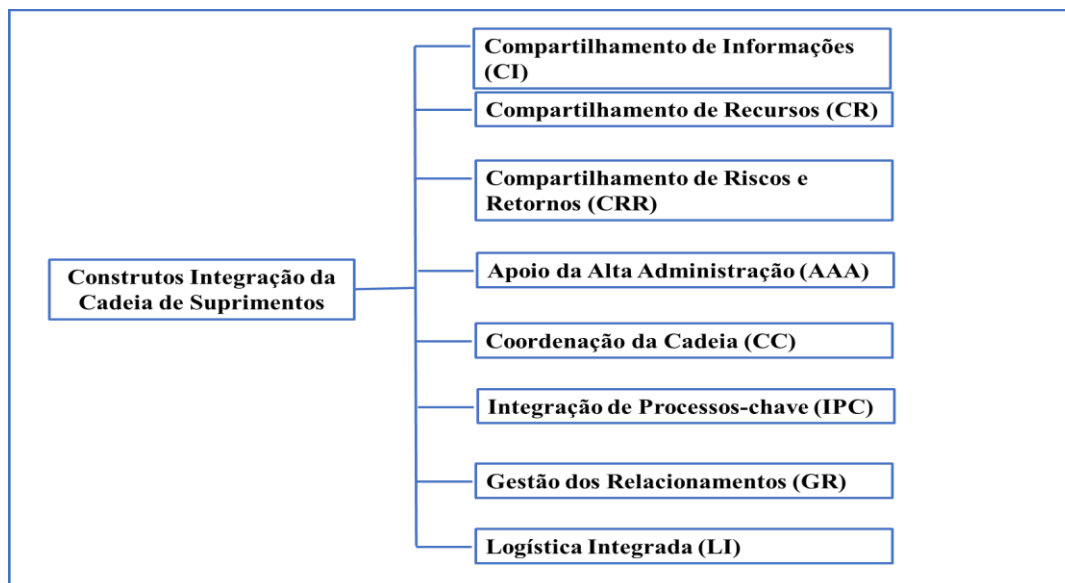 Compartilhamento de Informações
(CI)
Compartilhamento de Recursos (CR)
Compartilhamento de Riscos e
Retornos (CRR)
Construtos Integração da
Cadeia de Suprimentos
Apoio da Alta Administração (AAA)
Coordenação da Cadeia (CC)
Integração de Processos-chave (IPC)
Gestão dos Relacionamentos (GR)
Logística Integrada (LI)